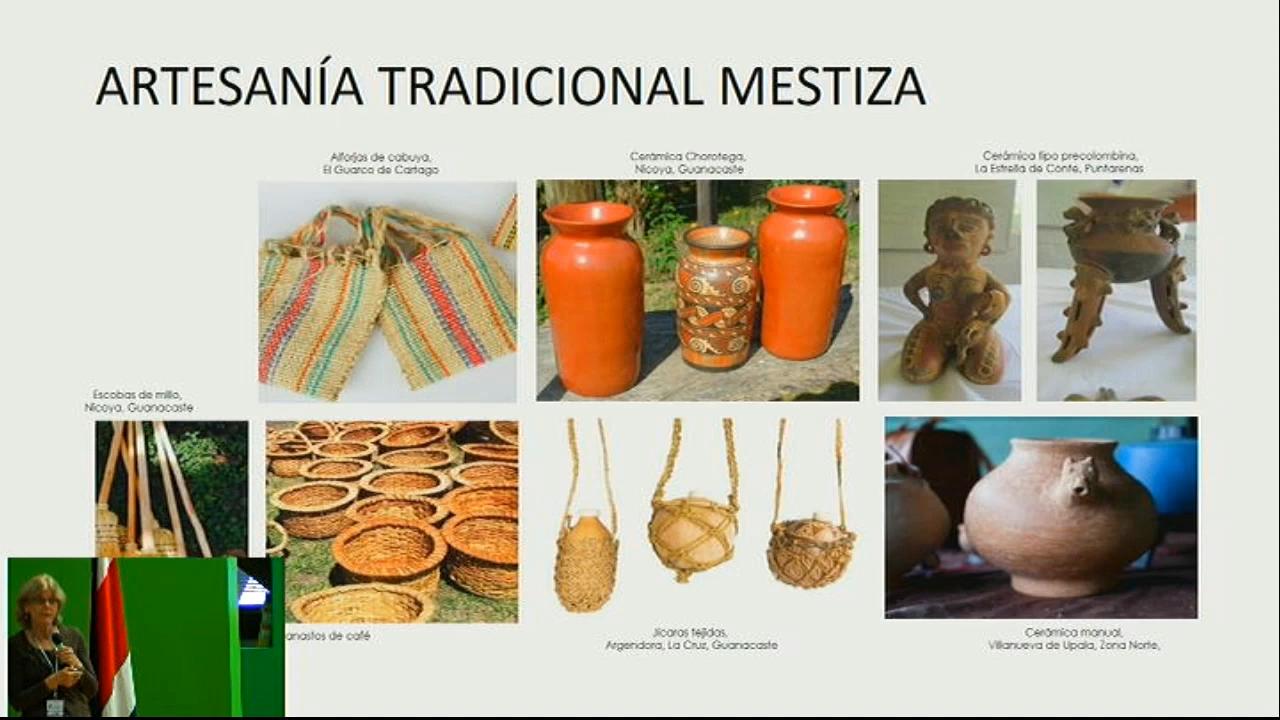 ARTESANÍA TRADICIONAL MESTIZA
Alforjas de cabuya,
El Guarco de Cartago
Cerámica Chorotega,
Nicoya, Guanacaste
Cerámica tipo precolombina,
La Estrella de Conte, Puntarenas
Escobas de millo,
Nicoya, Guanacaste
anastos de café
Jícaras tejidas,
Argendora, La Cruz, Guanacaste
Cerámica manual,
Villanueva de Upala, Zona Norte,